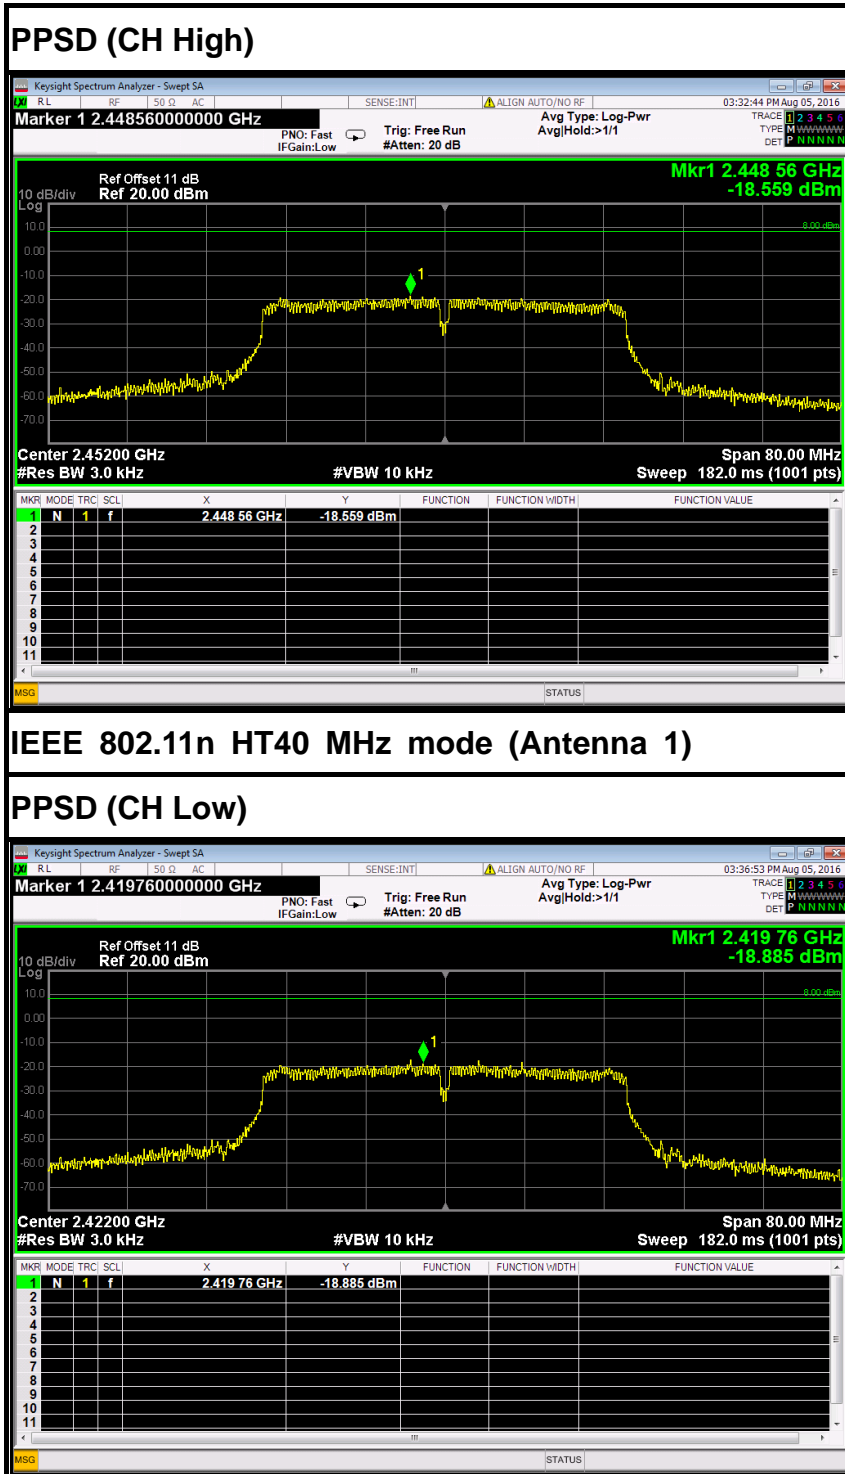 PPSD (CH High)
Keysight Spectrum Analyzer - Swept SA
LXI RL RF 50 Ω AC SENSE:INT ALIGN AUTO/NO RF 03:32:44 PM Aug 05, 2016
Marker 1 2.448560000000 GHz
PNO: Fast
IFGain:Low
Trig: Free Run
#Atten: 20 dB
Avg Type: Log-Pwr
Avg|Hold:>1/1
TRACE 1 2 3 4 5 6
TYPE M WWWWW
DET P N N N N N
Mkr1 2.448 56 GHz
-18.559 dBm
Ref Offset 11 dB
10 dB/div Ref 20.00 dBm
Log
10.0
8.00 dBm
0.00
-10.0
1
-20.0
-30.0
-40.0
-50.0
-60.0
-70.0
Center 2.45200 GHz Span 80.00 MHz
#Res BW 3.0 kHz #VBW 10 kHz Sweep 182.0 ms (1001 pts)
MKR MODE TRC SCL X Y FUNCTION FUNCTION WIDTH FUNCTION VALUE
1 N 1 f 2.448 56 GHz -18.559 dBm
2
3
4
5
6
7
8
9
10
11
MSG STATUS
IEEE 802.11n HT40 MHz mode (Antenna 1)
PPSD (CH Low)
Keysight Spectrum Analyzer - Swept SA
LXI RL RF 50 Ω AC SENSE:INT ALIGN AUTO/NO RF 03:36:53 PM Aug 05, 2016
Marker 1 2.419760000000 GHz
PNO: Fast
IFGain:Low
Trig: Free Run
#Atten: 20 dB
Avg Type: Log-Pwr
Avg|Hold:>1/1
TRACE 1 2 3 4 5 6
TYPE M WWWWW
DET P N N N N N
Mkr1 2.419 76 GHz
-18.885 dBm
Ref Offset 11 dB
10 dB/div Ref 20.00 dBm
Log
10.0
8.00 dBm
0.00
-10.0
1
-20.0
-30.0
-40.0
-50.0
-60.0
-70.0
Center 2.42200 GHz Span 80.00 MHz
#Res BW 3.0 kHz #VBW 10 kHz Sweep 182.0 ms (1001 pts)
MKR MODE TRC SCL X Y FUNCTION FUNCTION WIDTH FUNCTION VALUE
1 N 1 f 2.419 76 GHz -18.885 dBm
2
3
4
5
6
7
8
9
10
11
MSG STATUS